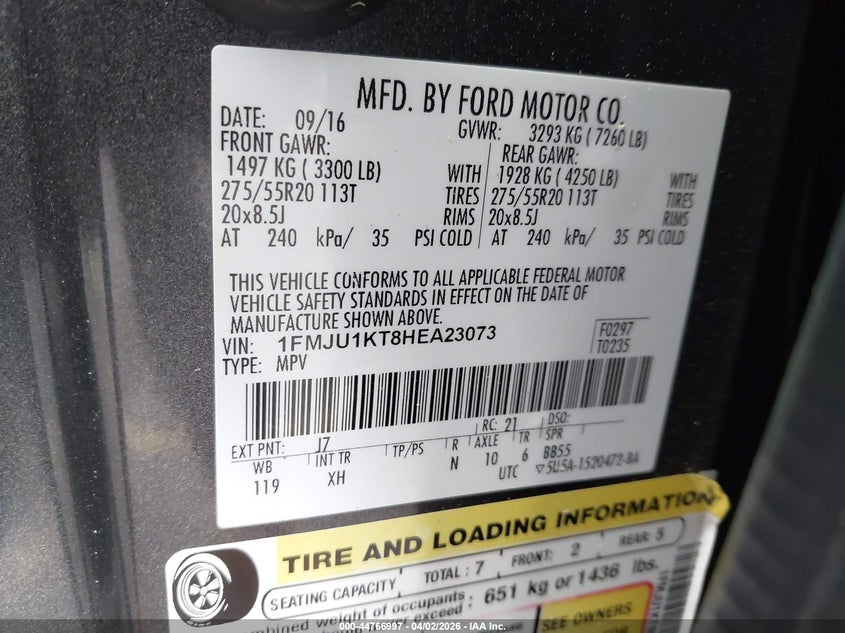 MFD. BY FORD MOTOR CO.
DATE: 09/16 GVWR: 3293 KG ( 7260 LB)
FRONT GAWR: REAR GAWR:
1497 KG ( 3300 LB) WITH 1928 KG ( 4250 LB) WITH
275/55R20 113T TIRES 275/55R20 113T TIRES
20x8.5J RIMS 20x8.5J RIMS
AT 240 kPa/ 35 PSI COLD AT 240 kPa/ 35 PSI COLD
THIS VEHICLE CONFORMS TO ALL APPLICABLE FEDERAL MOTOR
VEHICLE SAFETY STANDARDS IN EFFECT ON THE DATE OF
MANUFACTURE SHOWN ABOVE.
VIN: 1FMJU1KT8HEA23073 F0297
TYPE: MPV T0235
EXT PNT: J7 RC: 21 DSO:
WB INT TR TP/PS R AXLE TR SPR
119 XH N 10 6 BB55
UTC ▽5U5A-1520472-BA
TIRE AND LOADING INFORMATION
SEATING CAPACITY TOTAL : 7 FRONT: 2 REAR: 5
combined weight of occupants : 651 kg or 1436 lbs.
exceed :
SEE OWNERS
000--44766997 - 04/02/2026 - IAA Inc.